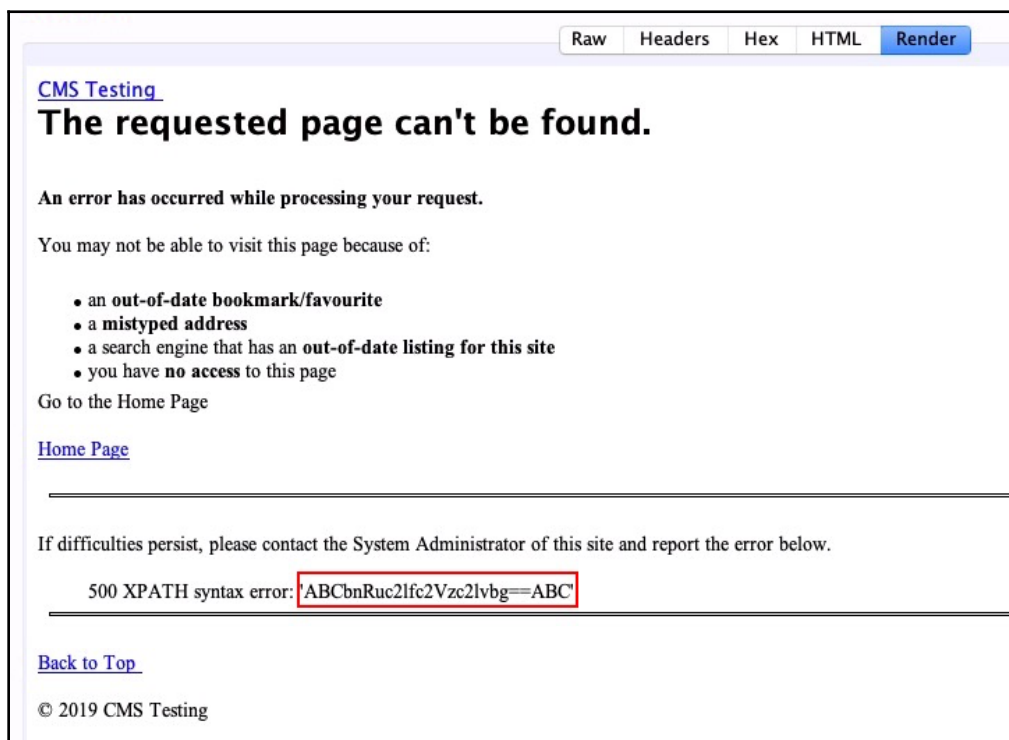 Raw Headers Hex HTML Render
CMS Testing
The requested page can't be found.
An error has occurred while processing your request.
You may not be able to visit this page because of:
• an out-of-date bookmark/favourite
• a mistyped address
• a search engine that has an out-of-date listing for this site
• you have no access to this page
Go to the Home Page
Home Page
If difficulties persist, please contact the System Administrator of this site and report the error below.
500 XPATH syntax error: 'ABCbnRuc2lfc2Vzc2lvbg==ABC'
Back to Top
© 2019 CMS Testing